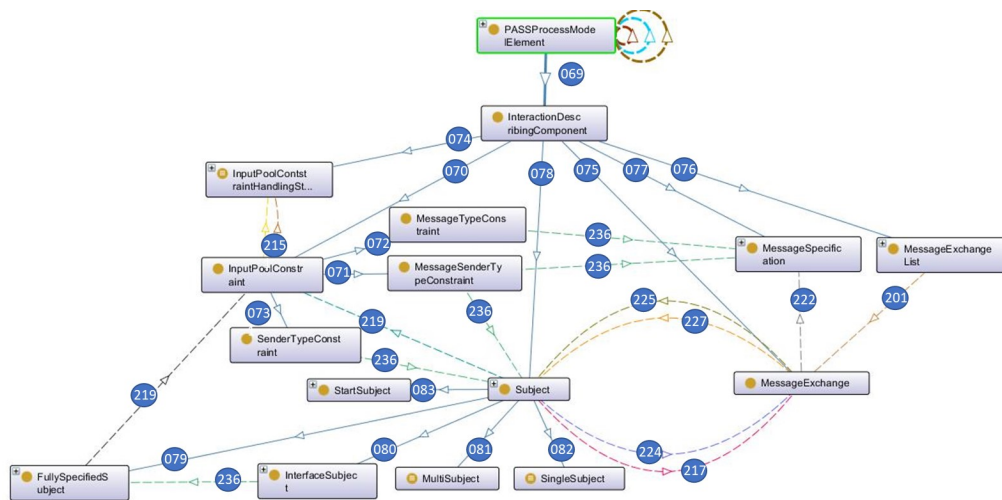 PASSProcessMode
lElement
069
InteractionDesc
ribingComponent
074
070
078
075
077
076
InputPoolContst
raintHandlingSt...
MessageTypeCons
traint
236
MessageSpecific
ation
MessageExchange
List
215
072
InputPoolConstr
aint
071
MessageSenderTy
peConstraint
236
073
219
236
225
222
201
227
SenderTypeConst
raint
236
StartSubject
083
Subject
MessageExchange
219
079
080
081
082
224
217
FullySpecifiedS
ubject
236
InterfaceSubjec
t
MultiSubject
SingleSubject